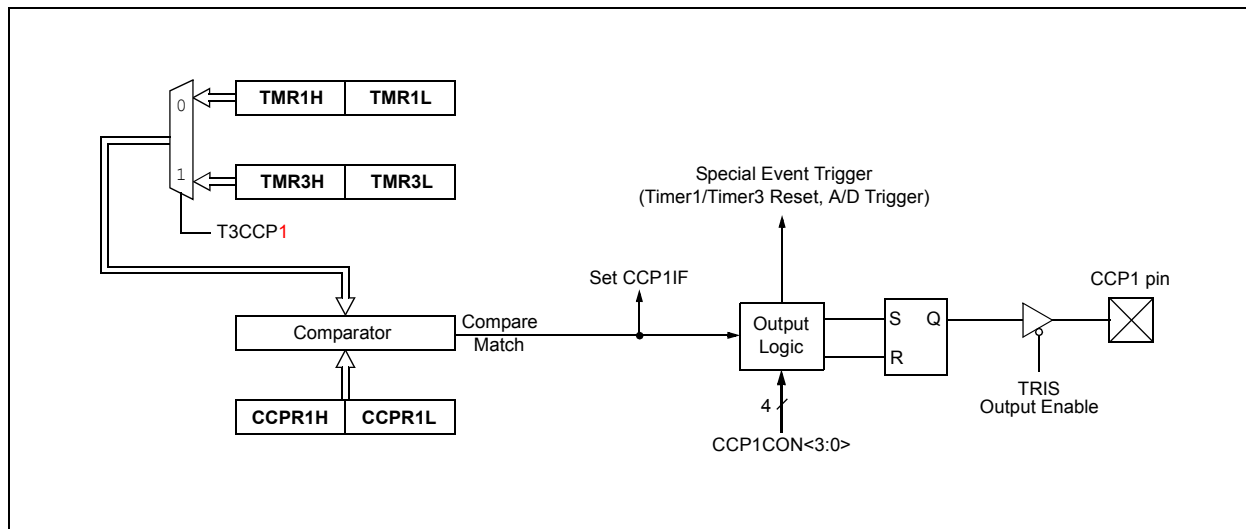 0
TMR1H TMR1L
1
TMR3H TMR3L
T3CCP1
Special Event Trigger
(Timer1/Timer3 Reset, A/D Trigger)
Set CCP1IF
CCP1 pin
Comparator
Compare
Match
Output
Logic
S Q
R
TRIS
Output Enable
CCPR1H CCPR1L
4
CCP1CON<3:0>